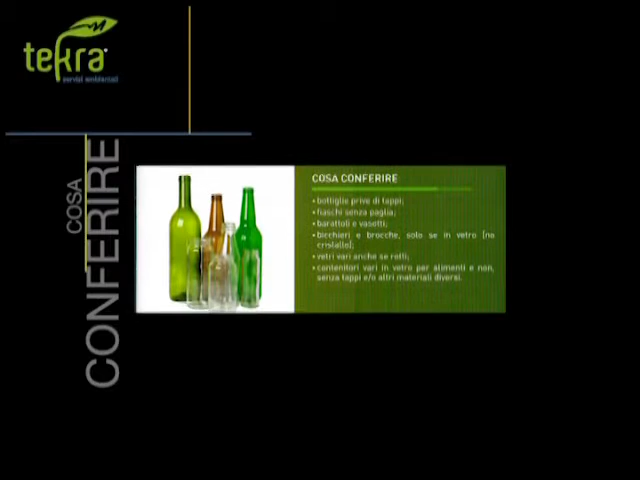 tekra
servizi ambientali
COSA
CONFERIRE
COSA CONFERIRE
• bottiglie prive di tappi;
• fiaschi senza paglia;
• barattoli e vasetti;
• bicchieri e brocche, solo se in vetro (no
cristallo);
• vetri vari anche se rotti;
• contenitori vari in vetro per alimenti e non,
senza tappi e/o altri materiali diversi.